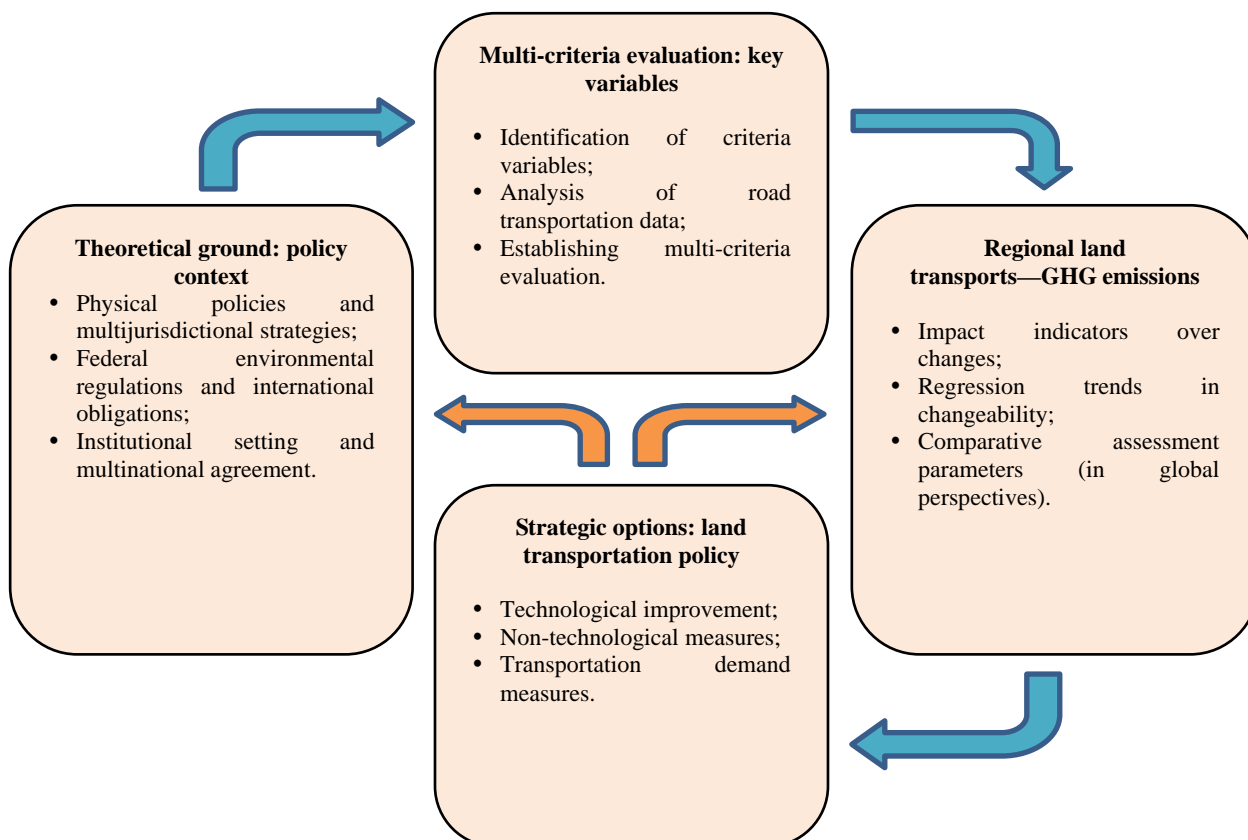 Multi-criteria evaluation: key
variables
• Identification of criteria
variables;
• Analysis of road
transportation data;
• Establishing multi-criteria
evaluation.
Theoretical ground: policy
context
• Physical policies and
multijurisdictional strategies;
• Federal environmental
regulations and international
obligations;
• Institutional setting and
multinational agreement.
Regional land
transports—GHG emissions
• Impact indicators over
changes;
• Regression trends in
changeability;
• Comparative assessment
parameters (in global
perspectives).
Strategic options: land
transportation policy
• Technological improvement;
• Non-technological measures;
• Transportation demand
measures.